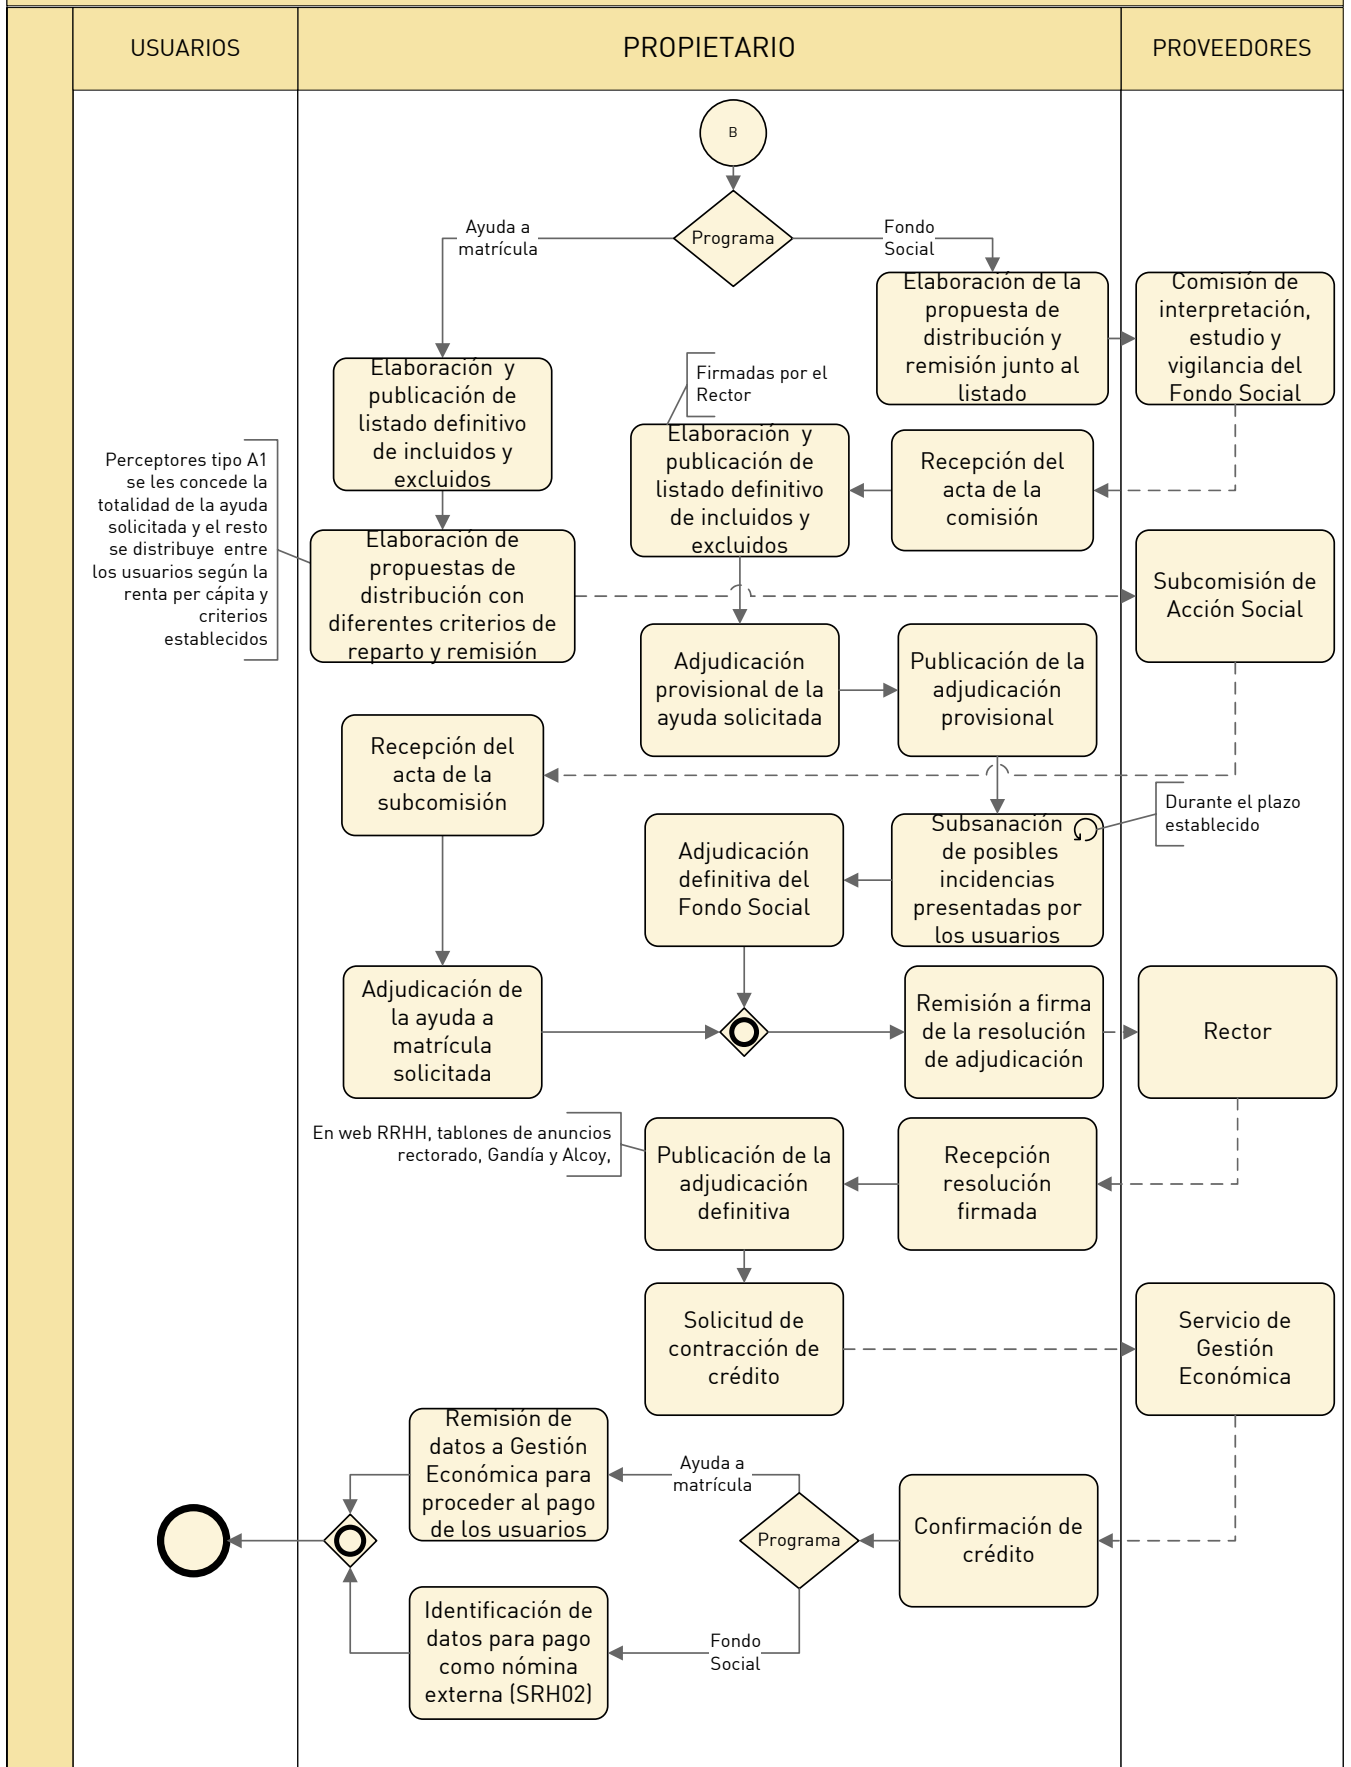 USUARIOS
PROPIETARIO
PROVEEDORES
B
Programa
Ayuda a
matrícula
Fondo
Social
Elaboración de la
propuesta de
distribución y
remisión junto al
listado
Comisión de
interpretación,
estudio y
vigilancia del
Fondo Social
Elaboración y
publicación de
listado definitivo
de incluidos y
excluidos
Firmadas por el
Rector
Elaboración y
publicación de
listado definitivo
de incluidos y
excluidos
Recepción del
acta de la
comisión
Perceptores tipo A1
se les concede la
totalidad de la ayuda
solicitada y el resto
se distribuye entre
los usuarios según la
renta per cápita y
criterios
establecidos
Elaboración de
propuestas de
distribución con
diferentes criterios de
reparto y remisión
Subcomisión de
Acción Social
Adjudicación
provisional de la
ayuda solicitada
Publicación de la
adjudicación
provisional
Recepción del
acta de la
subcomisión
Durante el plazo
establecido
Adjudicación
definitiva del
Fondo Social
Subsanación
de posibles
incidencias
presentadas por
los usuarios
Adjudicación de
la ayuda a
matrícula
solicitada
Remisión a firma
de la resolución
de adjudicación
Rector
En web RRHH, tablones de anuncios
rectorado, Gandía y Alcoy,
Publicación de la
adjudicación
definitiva
Recepción
resolución
firmada
Solicitud de
contracción de
crédito
Servicio de
Gestión
Económica
Remisión de
datos a Gestión
Económica para
proceder al pago
de los usuarios
Ayuda a
matrícula
Programa
Confirmación de
crédito
Identificación de
datos para pago
como nómina
externa (SRH02)
Fondo
Social